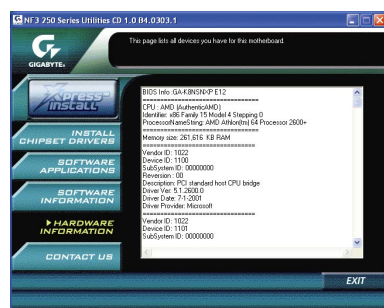 NF3 250 Series Utilities CD 1.0 B4.0303.1
GIGABYTE
This page lists all devices you have for this motherboard.
Xpress-
Install
INSTALL
CHIPSET DRIVERS
SOFTWARE
APPLICATIONS
SOFTWARE
INFORMATION
HARDWARE
INFORMATION
CONTACT US
BIOS Info :GA-K8NSNXP E12
==================================
CPU : AMD (AuthenticAMD)
Identifier: x86 Family 15 Model 4 Stepping 0
ProcessorNameString: AMD Athlon(tm) 64 Processor 2600+
==================================
Memory size: 261,616 KB RAM
==================================
Vendor ID: 1022
Device ID: 1100
SubSystem ID: 00000000
Reversion : 00
Description: PCI standard host CPU bridge
Driver Ver: 5.1.2600.0
Driver Date: 7-1-2001
Driver Provider: Microsoft
==================================
Vendor ID: 1022
Device ID: 1101
SubSystem ID: 00000000
EXIT